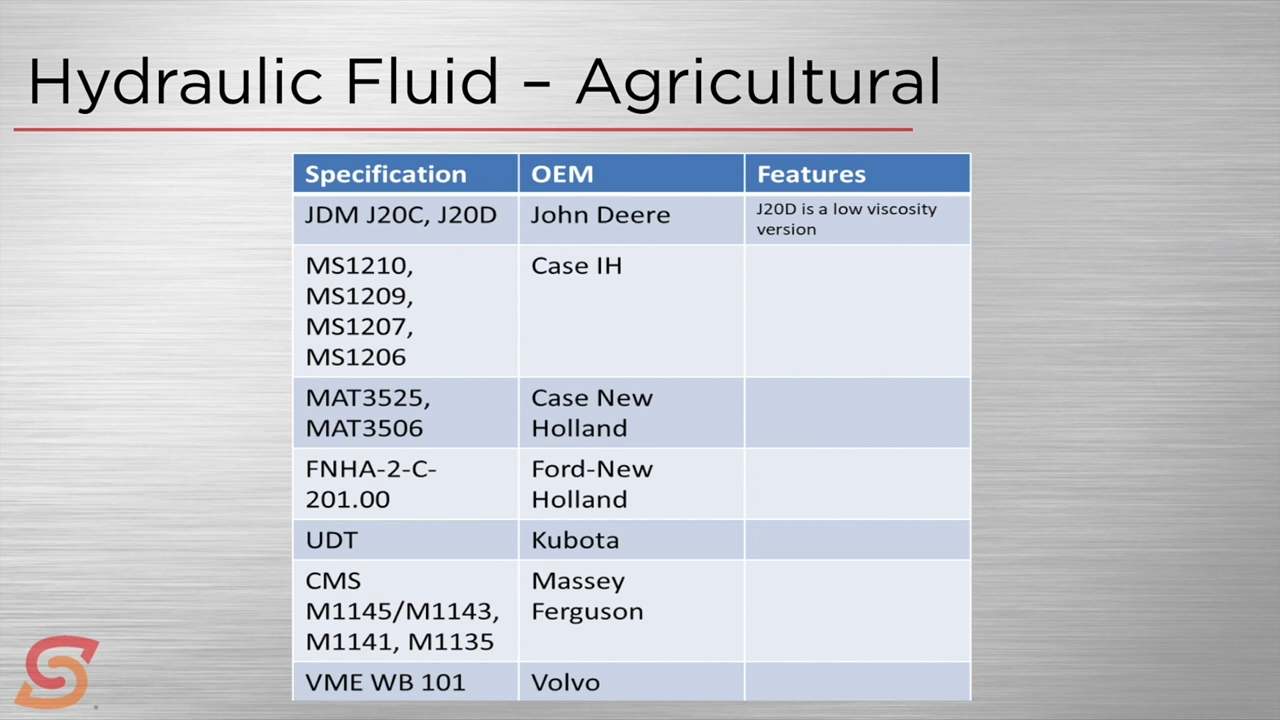 Hydraulic Fluid – Agricultural
Specification OEM Features
JDM J20C, J20D John Deere J20D is a low viscosity
version
MS1210, Case IH
MS1209,
MS1207,
MS1206
MAT3525, Case New
MAT3506 Holland
FNHA-2-C- Ford-New
201.00 Holland
UDT Kubota
CMS Massey
M1145/M1143, Ferguson
M1141, M1135
VME WB 101 Volvo